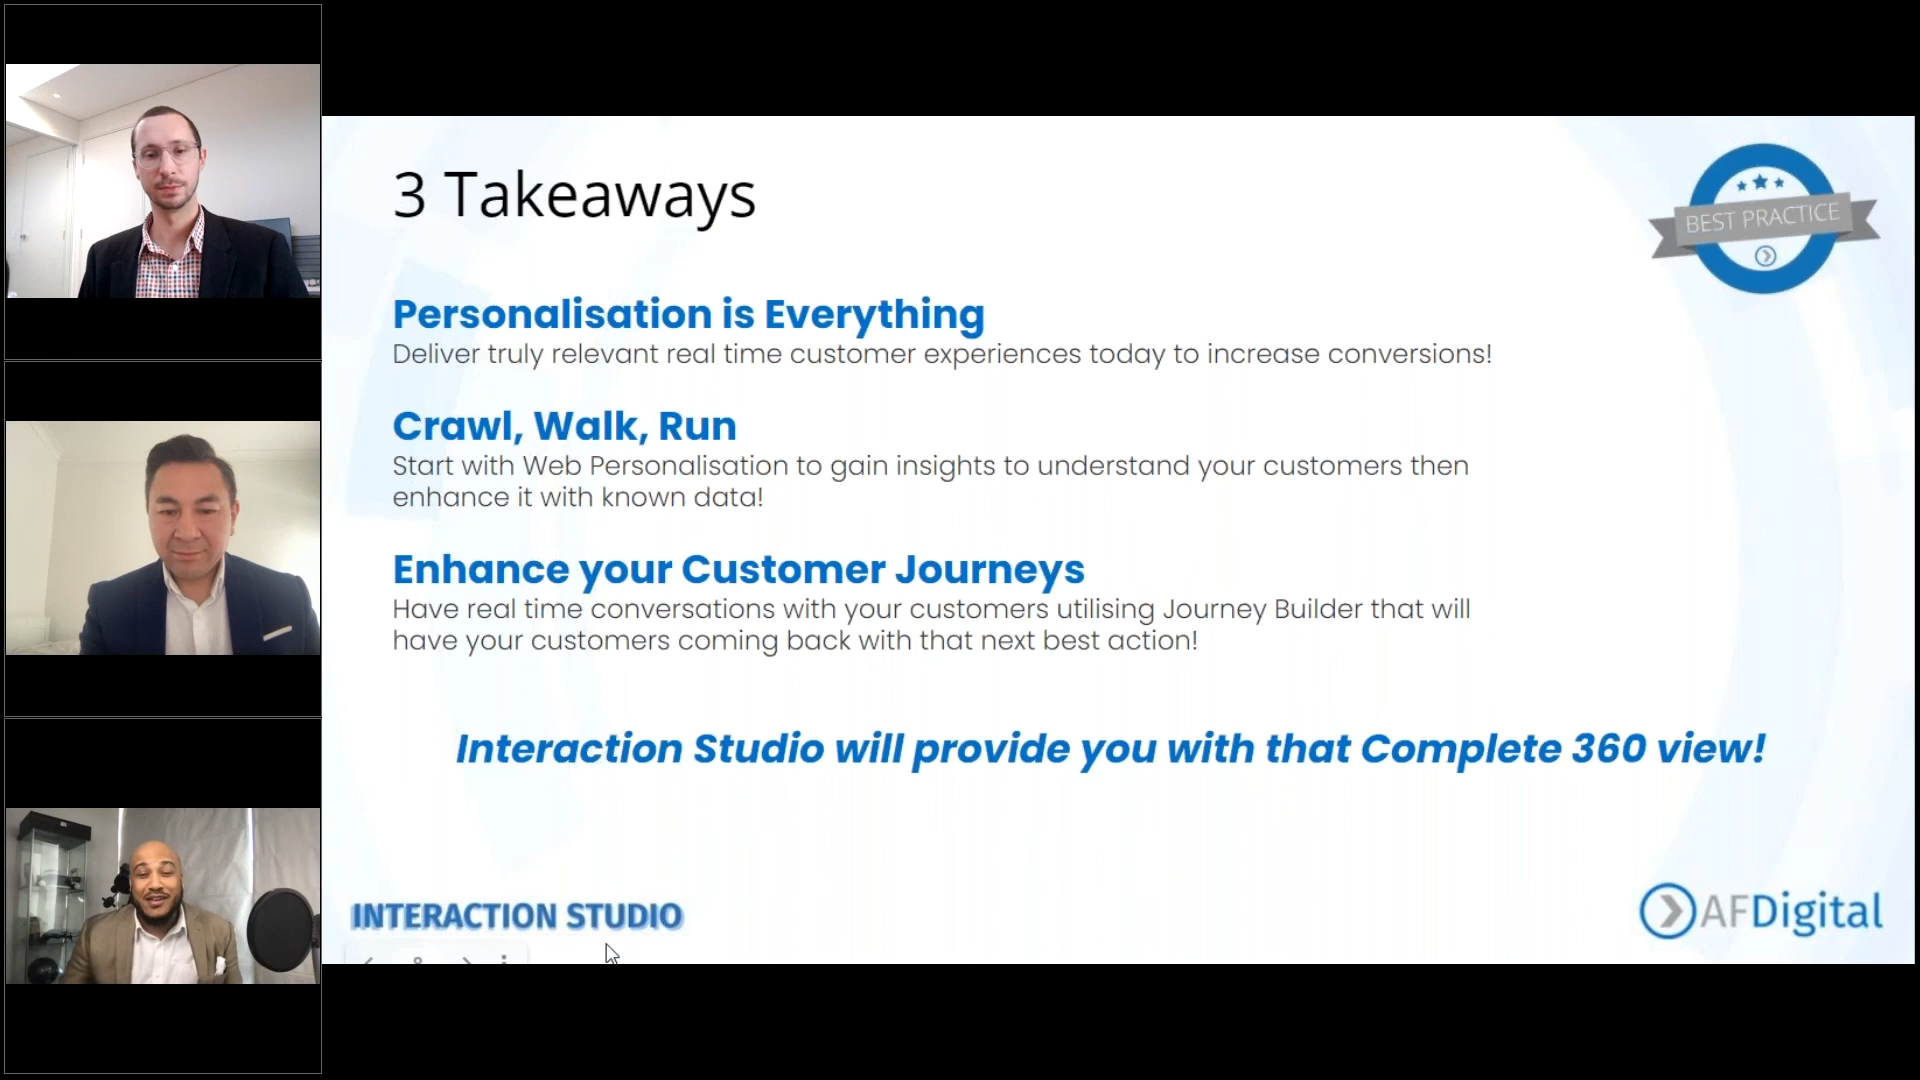 3 Takeaways
BEST PRACTICE
Personalisation is Everything
Deliver truly relevant real time customer experiences today to increase conversions!
Crawl, Walk, Run
Start with Web Personalisation to gain insights to understand your customers then
enhance it with known data!
Enhance your Customer Journeys
Have real time conversations with your customers utilising Journey Builder that will
have your customers coming back with that next best action!
Interaction Studio will provide you with that Complete 360 view!
INTERACTION STUDIO
AFDigital